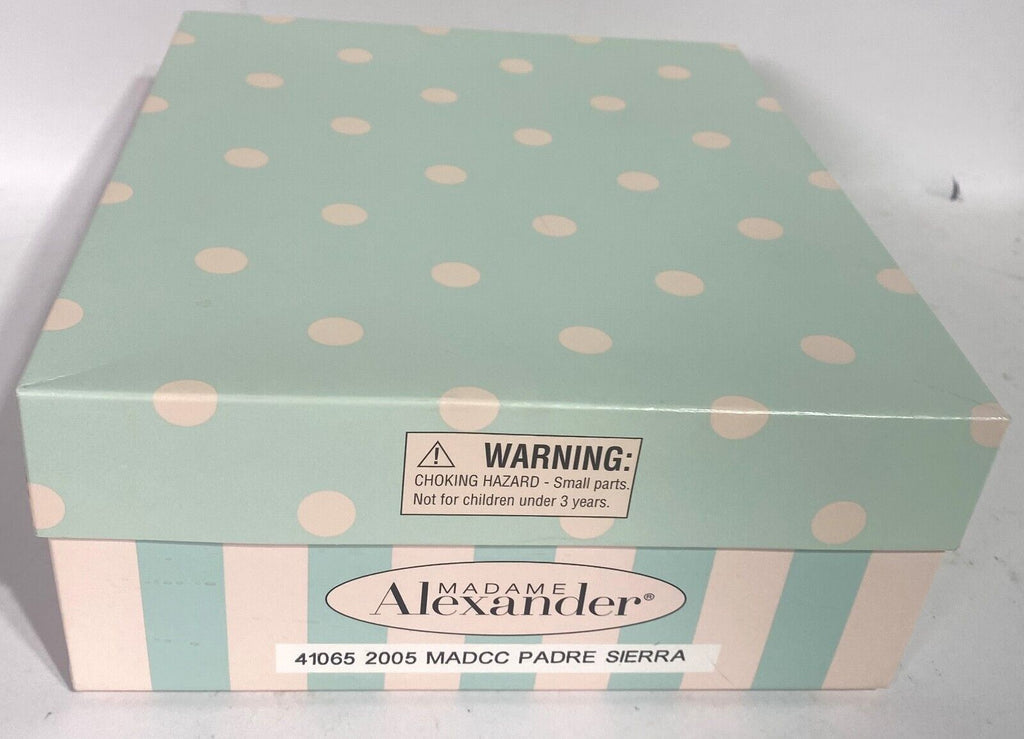 WARNING:
CHOKING HAZARD - Small parts.
Not for children under 3 years.
MADAME
Alexander®
41065 2005 MADCC PADRE SIERRA